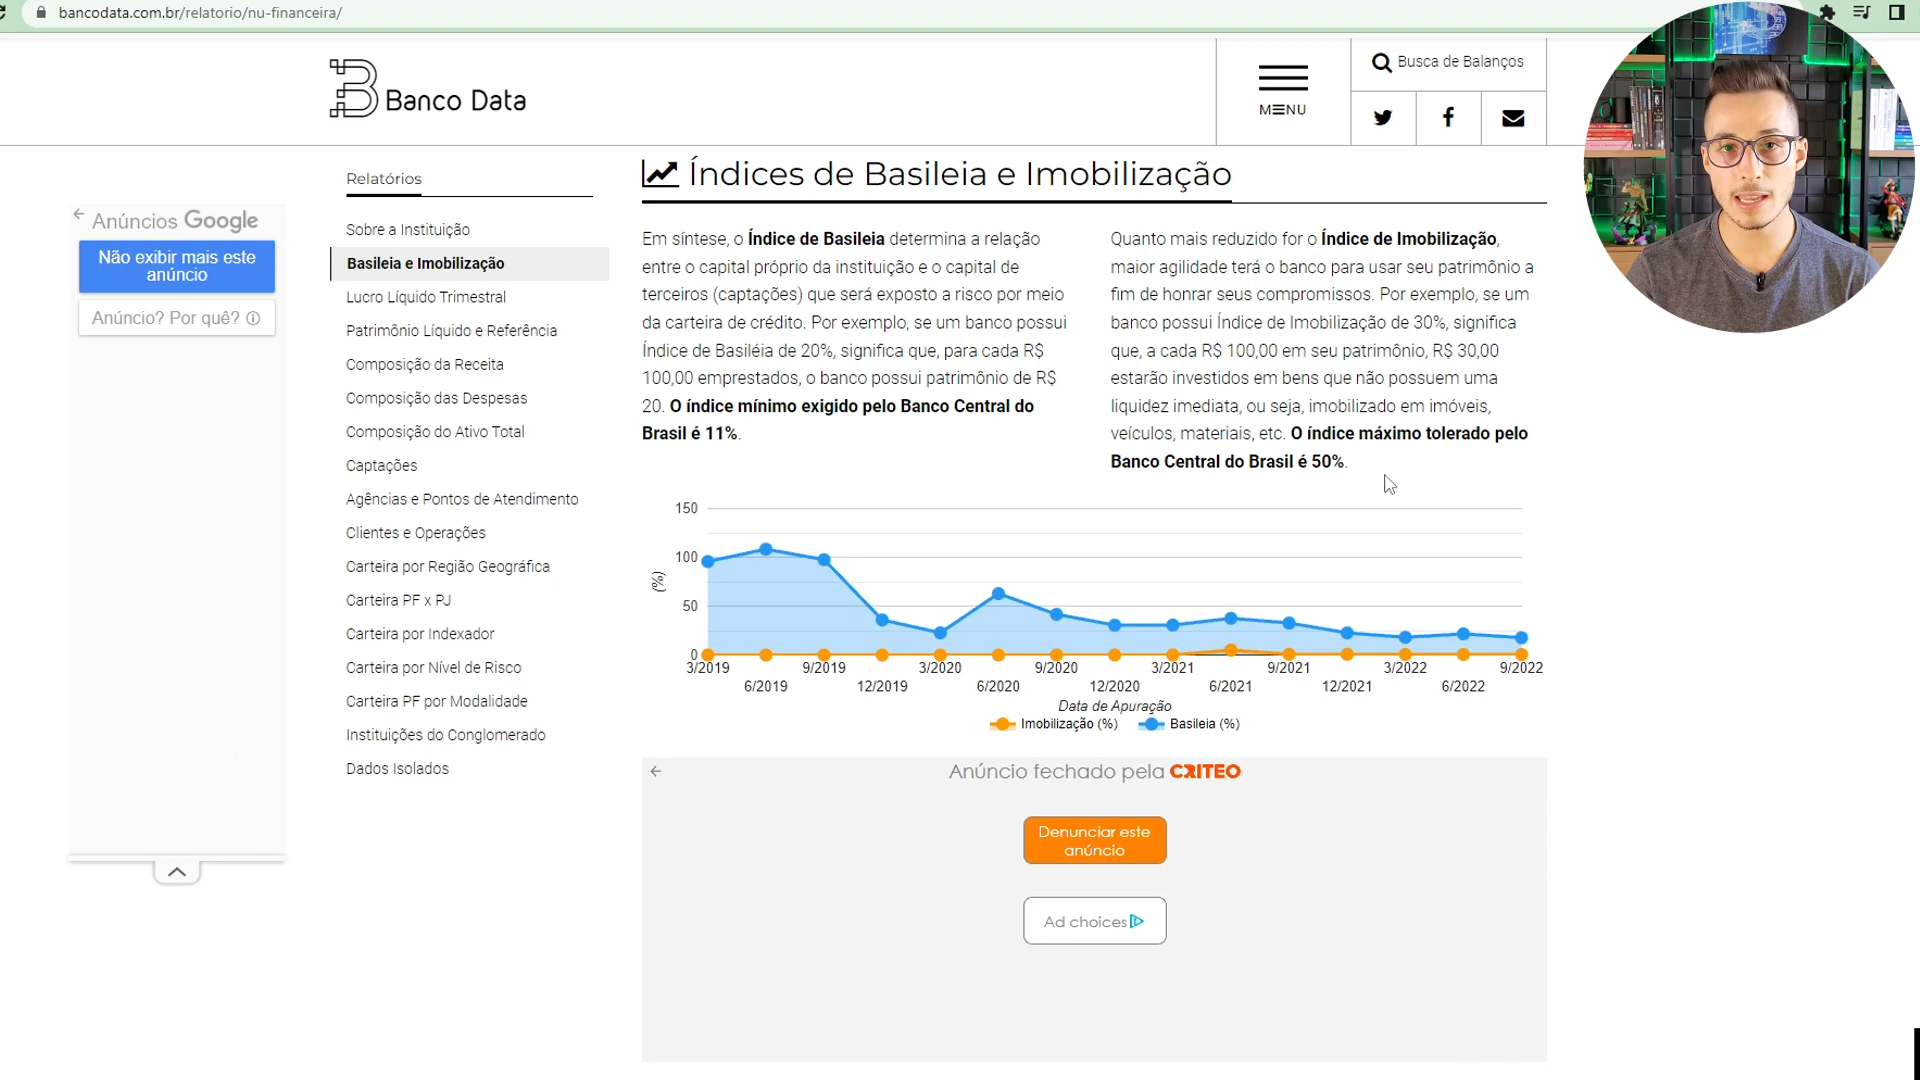 bancodata.com.br/relatorio/nu-financeira/
Banco Data
MENU
Busca de Balanços
Anúncios Google
Não exibir mais este
anúncio
Anúncio? Por quê?
Relatórios
Sobre a Instituição
Basileia e Imobilização
Lucro Líquido Trimestral
Patrimônio Líquido e Referência
Composição da Receita
Composição das Despesas
Composição do Ativo Total
Captações
Agências e Pontos de Atendimento
Clientes e Operações
Carteira por Região Geográfica
Carteira PF x PJ
Carteira por Indexador
Carteira por Nível de Risco
Carteira PF por Modalidade
Instituições do Conglomerado
Dados Isolados
Índices de Basileia e Imobilização
Em síntese, o Índice de Basileia determina a relação
entre o capital próprio da instituição e o capital de
terceiros (captações) que será exposto a risco por meio
da carteira de crédito. Por exemplo, se um banco possui
Índice de Basiléia de 20%, significa que, para cada R$
100,00 emprestados, o banco possui patrimônio de R$
20. O índice mínimo exigido pelo Banco Central do
Brasil é 11%.
Quanto mais reduzido for o Índice de Imobilização,
maior agilidade terá o banco para usar seu patrimônio a
fim de honrar seus compromissos. Por exemplo, se um
banco possui Índice de Imobilização de 30%, significa
que, a cada R$ 100,00 em seu patrimônio, R$ 30,00
estarão investidos em bens que não possuem uma
liquidez imediata, ou seja, imobilizado em imóveis,
veículos, materiais, etc. O índice máximo tolerado pelo
Banco Central do Brasil é 50%.
150
100
50
0
(%)
3/2019 9/2019 3/2020 9/2020 3/2021 9/2021 3/2022 9/2022
6/2019 12/2019 6/2020 12/2020 6/2021 12/2021 6/2022
Data de Apuração
Imobilização (%) Basileia (%)
Anúncio fechado pela CRITEO
Denunciar este
anúncio
Ad choices